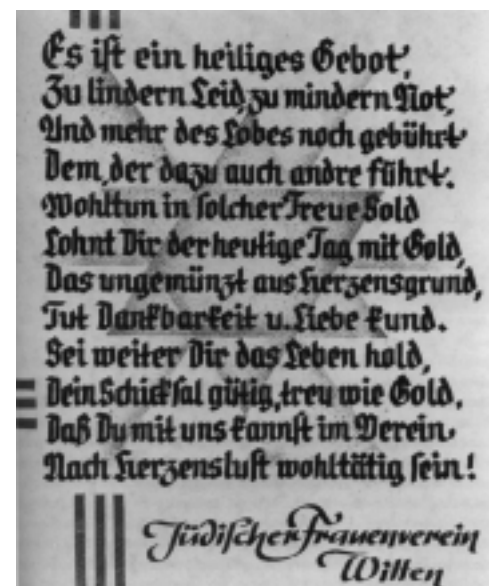 Es ist ein heiliges Gebot,
Zu lindern Leid, zu mindern Not,
Und mehr des Lobes noch gebührt
Dem, der dazu auch andre führt.
Wohltun in solcher Treue Sold
Lohnt Dir der heutige Tag mit Gold,
Das ungemünzt aus Herzensgrund,
Tut Dankbarkeit u. Liebe kund.
Sei weiter Dir das Leben hold,
Dein Schicksal gütig, treu wie Gold,
Daß Du mit uns kannst im Verein
Nach Herzenslust wohltätig sein!
Jüdischer Frauenverein
Witten